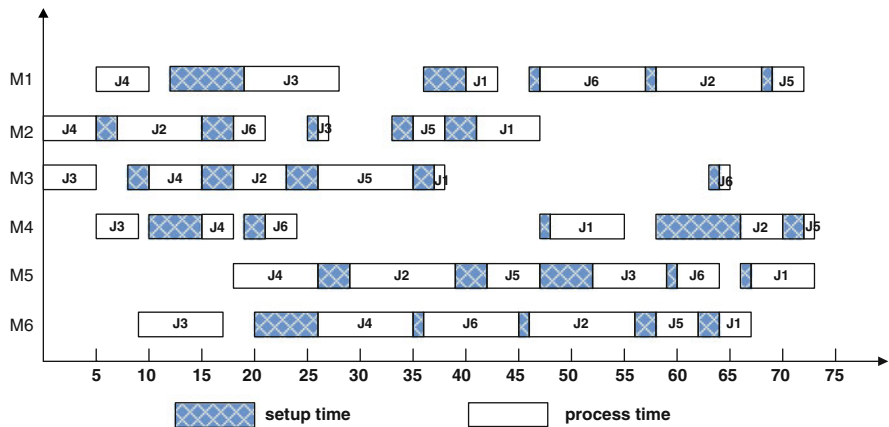 M1 J4 J3 J1 J6 J2 J5
M2 J4 J2 J6 J3 J5 J1
M3 J3 J4 J2 J5 J1 J6
M4 J3 J4 J6 J1 J2 J5
M5 J4 J2 J5 J3 J6 J1
M6 J3 J4 J6 J2 J5 J1
5 10 15 20 25 30 35 40 45 50 55 60 65 70 75
setup time process time